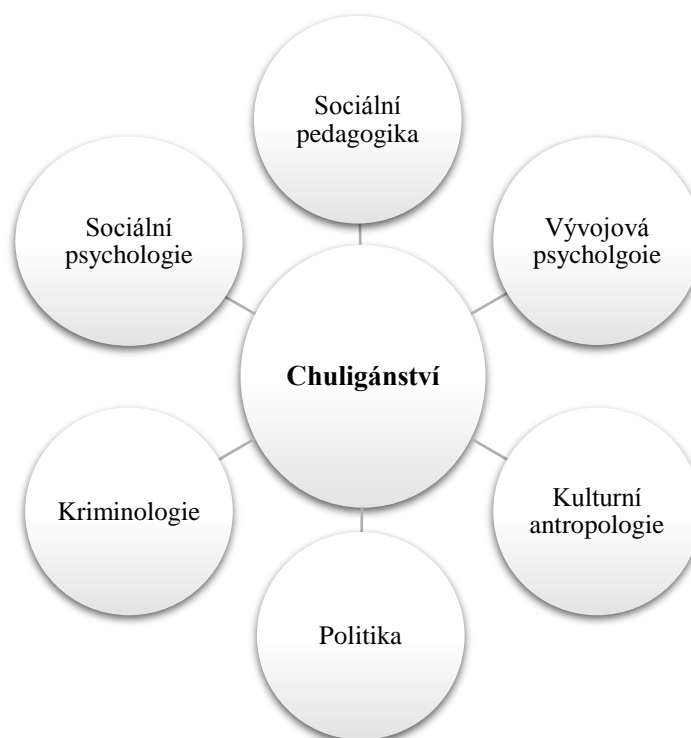 Sociální
pedagogika
Sociální
psychologie
Vývojová
psycholgoie
Chuligánství
Kriminologie
Kulturní
antropologie
Politika